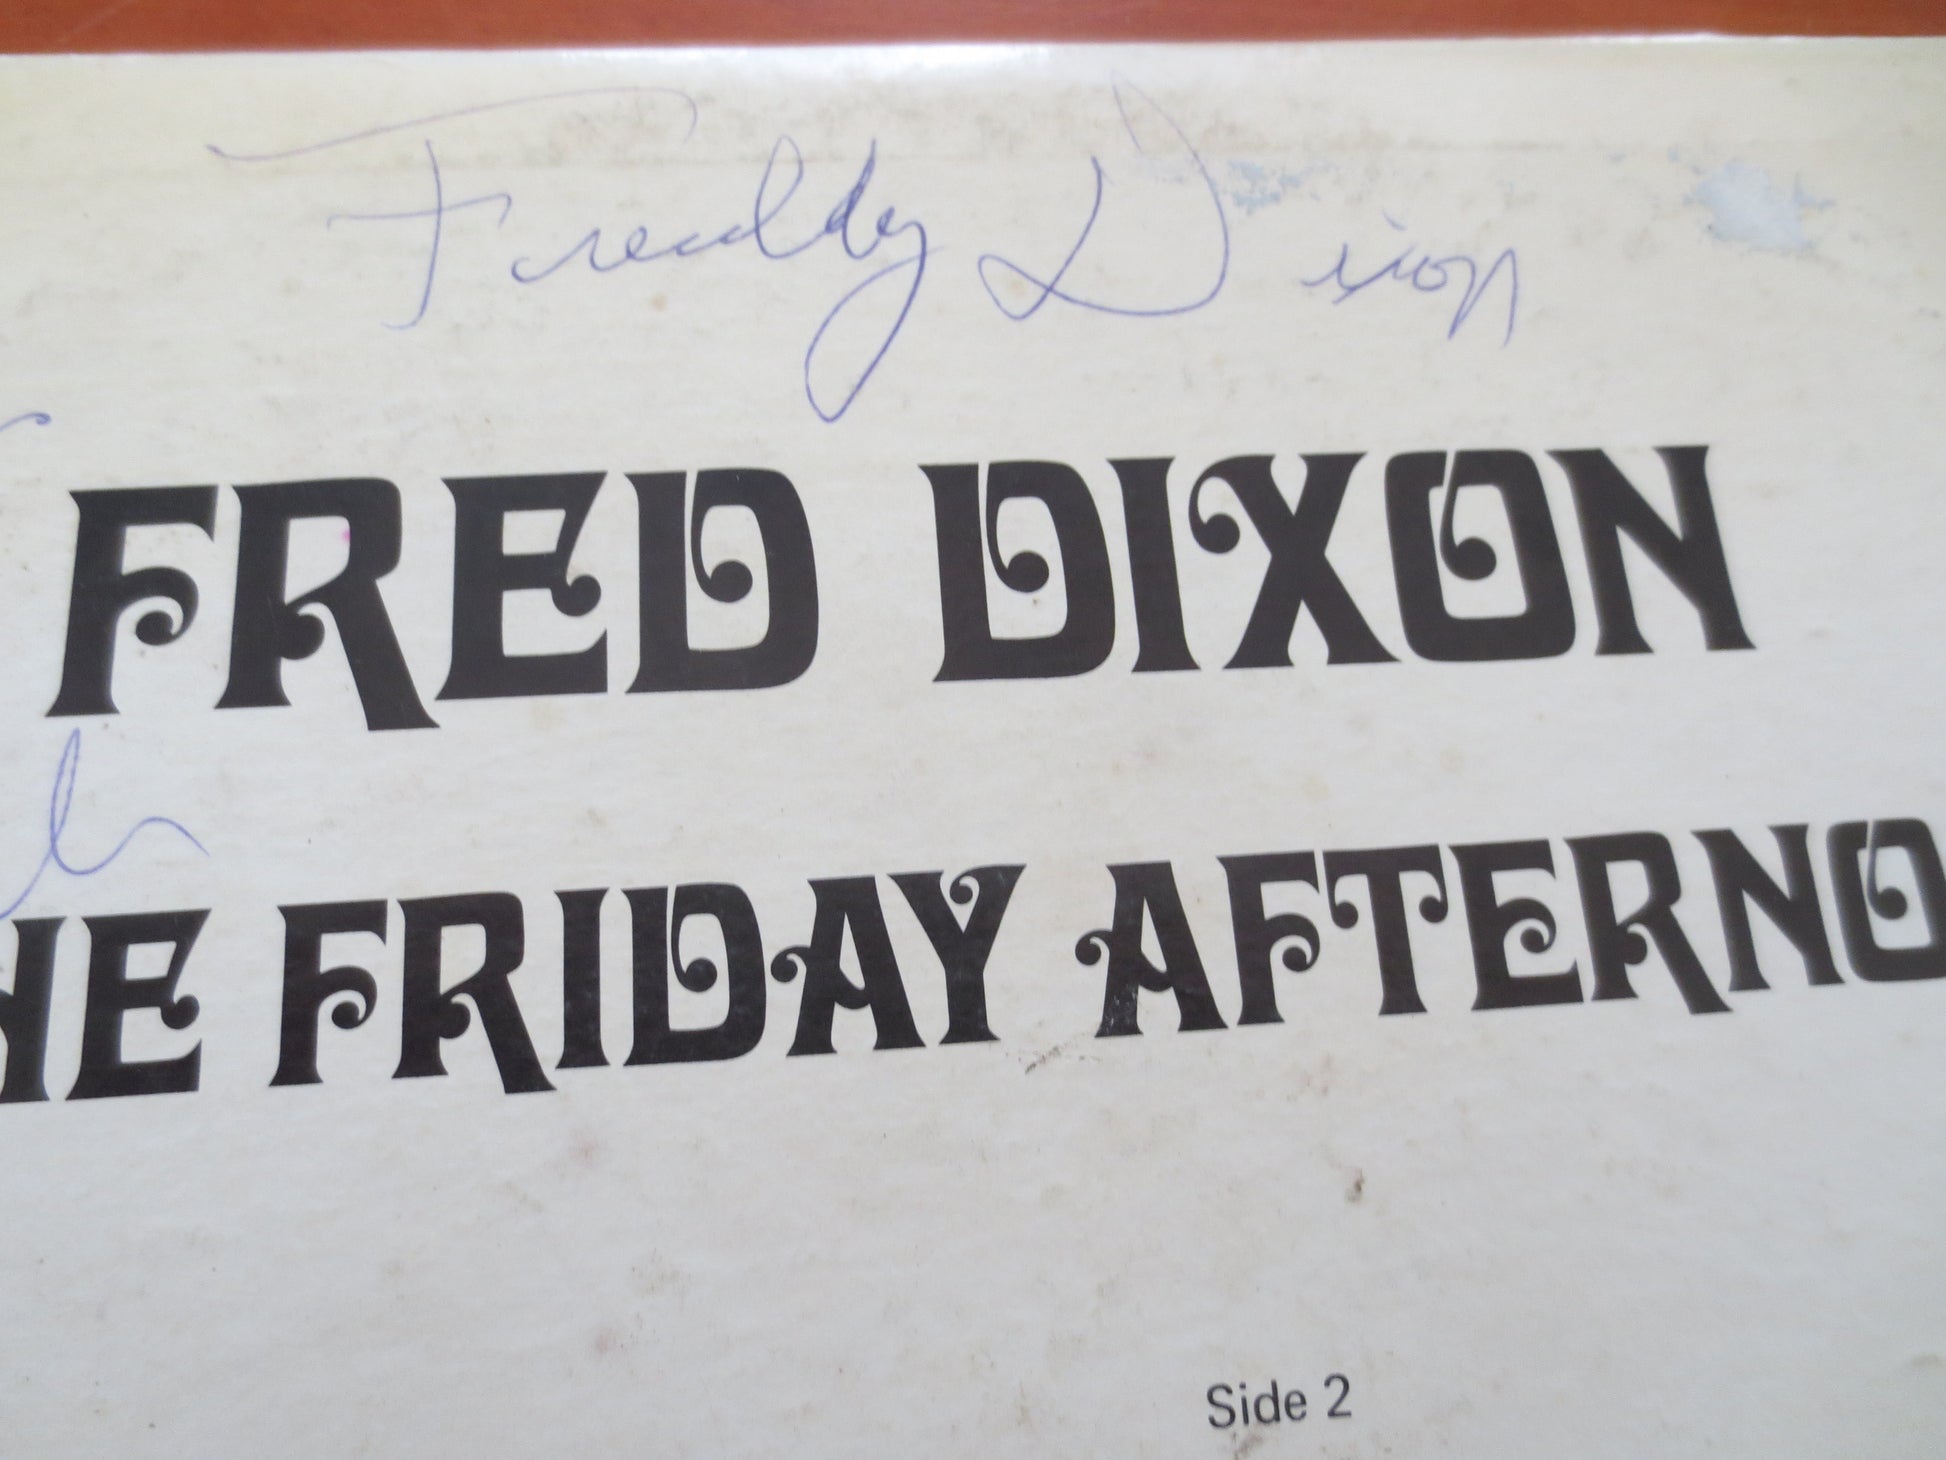 Freddy Dixon
FRED DIXON
HE FRIDAY AFTERNO
Side 2